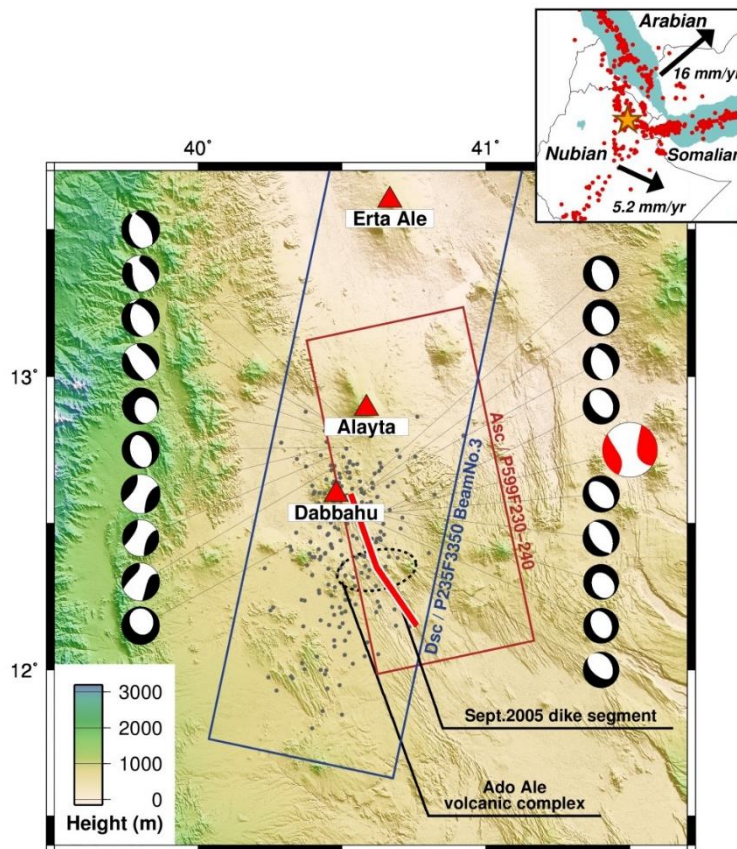 Arabian
16 mm/yr
Nubian
Somalian
5.2 mm/yr
40°
41°
Erta Ale
13°
Alayta
Dabbahu
Asc / P599F230-240
Dsc / P235F3350 BeamNo.3
12°
Sept.2005 dike segment
Ado Ale
volcanic complex
3000
2000
1000
0
Height (m)